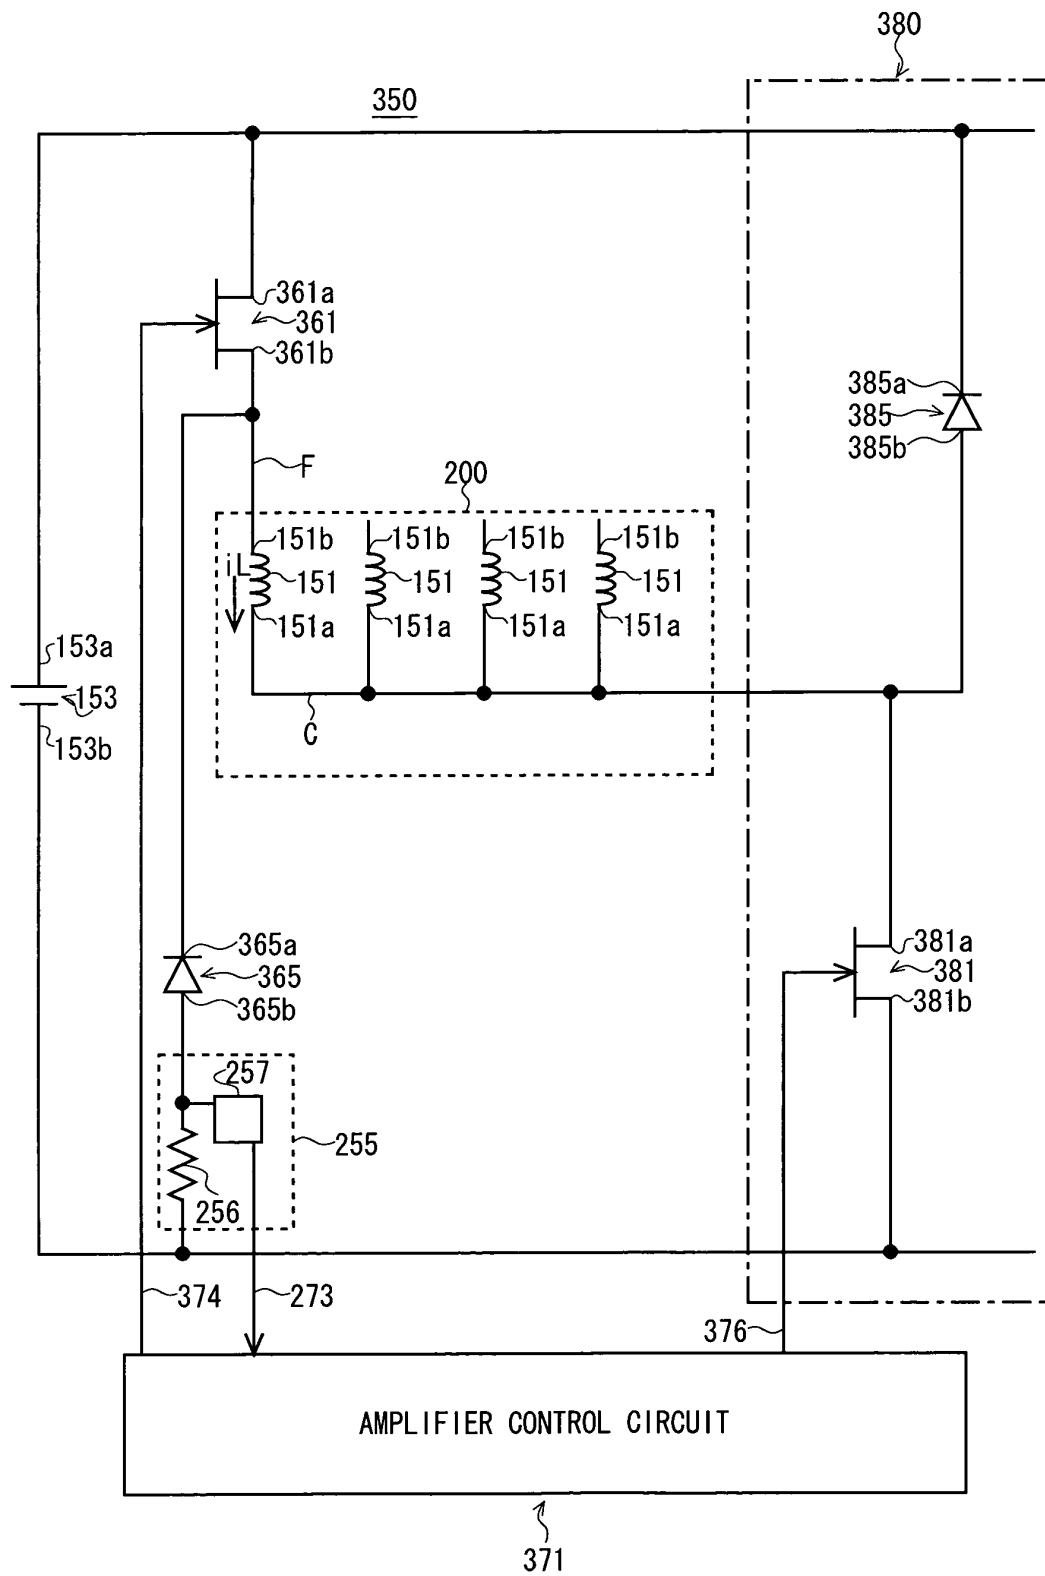 380
350
361a
361
361b
385a
385
385b
F
200
151b 151b 151b 151b
iL 151 151 151 151
151a 151a 151a 151a
153a
153
153b
C
365a
365
365b
381a
381
381b
257
255
256
374
273
376
AMPLIFIER CONTROL CIRCUIT
371